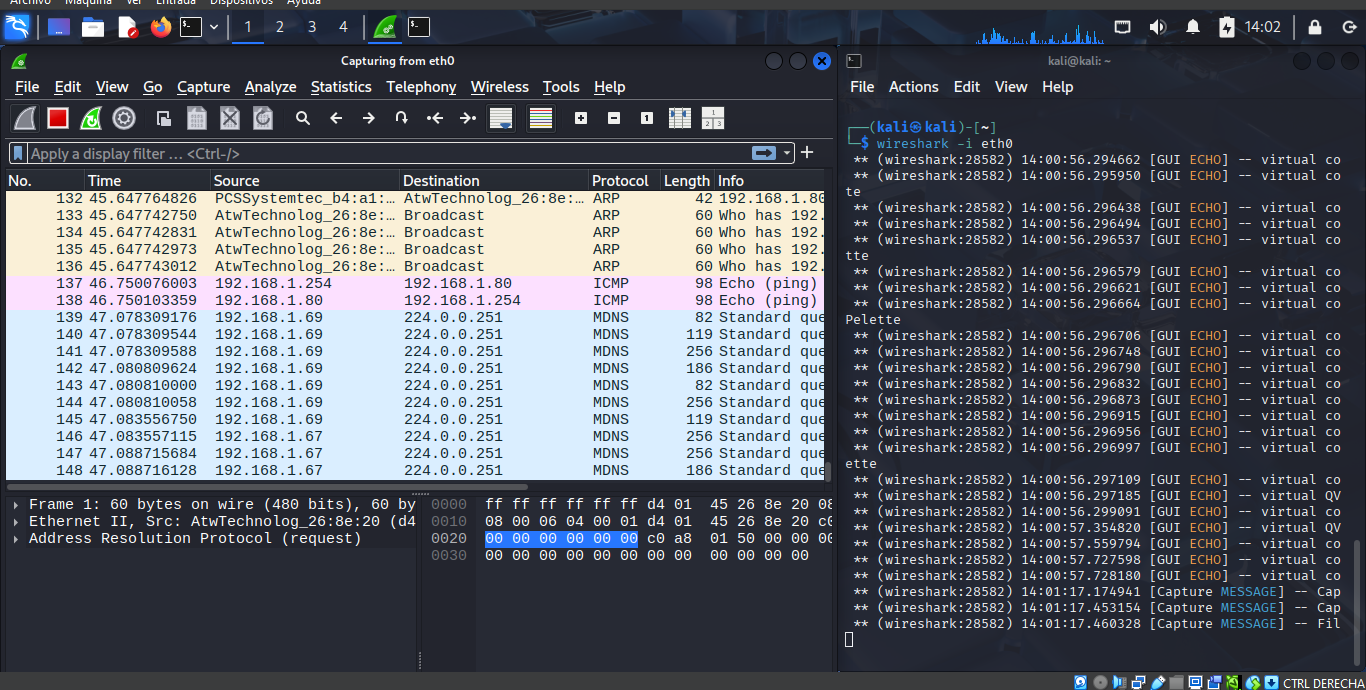 Archivo Máquina Ver Entrada Dispositivos Ayuda
1 2 3 4 14:02
Capturing from eth0
File Edit View Go Capture Analyze Statistics Telephony Wireless Tools Help
Apply a display filter … <Ctrl-/>
No. Time Source Destination Protocol Length Info
132 45.647764826 PCSSystemtec_b4:a1:… AtwTechnolog_26:8e:… ARP 42 192.168.1.80
133 45.647742750 AtwTechnolog_26:8e:… Broadcast ARP 60 Who has 192.
134 45.647742831 AtwTechnolog_26:8e:… Broadcast ARP 60 Who has 192.
135 45.647742973 AtwTechnolog_26:8e:… Broadcast ARP 60 Who has 192.
136 45.647743012 AtwTechnolog_26:8e:… Broadcast ARP 60 Who has 192.
137 46.750076003 192.168.1.254 192.168.1.80 ICMP 98 Echo (ping)
138 46.750103359 192.168.1.80 192.168.1.254 ICMP 98 Echo (ping)
139 47.078309176 192.168.1.69 224.0.0.251 MDNS 82 Standard que
140 47.078309544 192.168.1.69 224.0.0.251 MDNS 119 Standard que
141 47.078309588 192.168.1.69 224.0.0.251 MDNS 256 Standard que
142 47.080809624 192.168.1.69 224.0.0.251 MDNS 186 Standard que
143 47.080810000 192.168.1.69 224.0.0.251 MDNS 82 Standard que
144 47.080810058 192.168.1.69 224.0.0.251 MDNS 256 Standard que
145 47.083556750 192.168.1.69 224.0.0.251 MDNS 119 Standard que
146 47.083557115 192.168.1.67 224.0.0.251 MDNS 256 Standard que
147 47.088715684 192.168.1.67 224.0.0.251 MDNS 256 Standard que
148 47.088716128 192.168.1.67 224.0.0.251 MDNS 186 Standard que
Frame 1: 60 bytes on wire (480 bits), 60 by
Ethernet II, Src: AtwTechnolog_26:8e:20 (d4
Address Resolution Protocol (request)
0000 ff ff ff ff ff ff d4 01 45 26 8e 20 08
0010 08 00 06 04 00 01 d4 01 45 26 8e 20 c0
0020 00 00 00 00 00 00 c0 a8 01 50 00 00 00
0030 00 00 00 00 00 00 00 00 00 00 00 00
kali@kali: ~
File Actions Edit View Help
┌──(kali㉿kali)-[~]
└─$ wireshark -i eth0
** (wireshark:28582) 14:00:56.294662 [GUI ECHO] -- virtual co
** (wireshark:28582) 14:00:56.295950 [GUI ECHO] -- virtual co
te
** (wireshark:28582) 14:00:56.296438 [GUI ECHO] -- virtual co
** (wireshark:28582) 14:00:56.296494 [GUI ECHO] -- virtual co
** (wireshark:28582) 14:00:56.296537 [GUI ECHO] -- virtual co
tte
** (wireshark:28582) 14:00:56.296579 [GUI ECHO] -- virtual co
** (wireshark:28582) 14:00:56.296621 [GUI ECHO] -- virtual co
** (wireshark:28582) 14:00:56.296664 [GUI ECHO] -- virtual co
Pelette
** (wireshark:28582) 14:00:56.296706 [GUI ECHO] -- virtual co
** (wireshark:28582) 14:00:56.296748 [GUI ECHO] -- virtual co
** (wireshark:28582) 14:00:56.296790 [GUI ECHO] -- virtual co
** (wireshark:28582) 14:00:56.296832 [GUI ECHO] -- virtual co
** (wireshark:28582) 14:00:56.296873 [GUI ECHO] -- virtual co
** (wireshark:28582) 14:00:56.296915 [GUI ECHO] -- virtual co
** (wireshark:28582) 14:00:56.296956 [GUI ECHO] -- virtual co
** (wireshark:28582) 14:00:56.296997 [GUI ECHO] -- virtual co
ette
** (wireshark:28582) 14:00:56.297109 [GUI ECHO] -- virtual co
** (wireshark:28582) 14:00:56.297185 [GUI ECHO] -- virtual QV
** (wireshark:28582) 14:00:56.299091 [GUI ECHO] -- virtual co
** (wireshark:28582) 14:00:57.354820 [GUI ECHO] -- virtual QV
** (wireshark:28582) 14:00:57.559794 [GUI ECHO] -- virtual co
** (wireshark:28582) 14:00:57.727598 [GUI ECHO] -- virtual co
** (wireshark:28582) 14:00:57.728180 [GUI ECHO] -- virtual co
** (wireshark:28582) 14:01:17.174941 [Capture MESSAGE] -- Cap
** (wireshark:28582) 14:01:17.453154 [Capture MESSAGE] -- Cap
** (wireshark:28582) 14:01:17.460328 [Capture MESSAGE] -- Fil
CTRL DERECHA